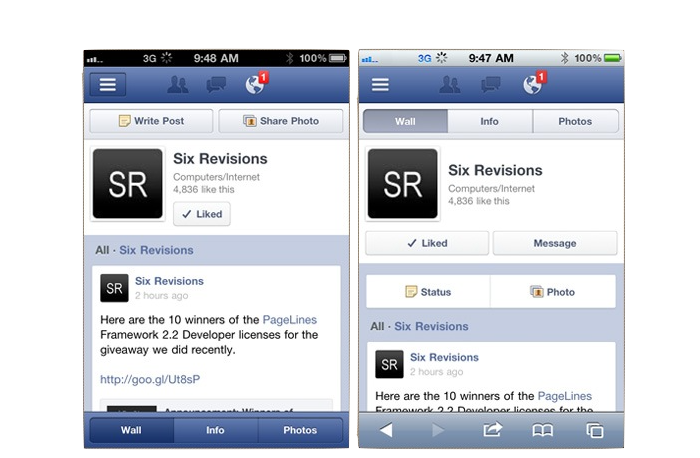 3G 9:48 AM 100%
1
Write Post Share Photo
SR
Six Revisions
Computers/Internet
4,836 like this
✓ Liked
All · Six Revisions
SR
Six Revisions
2 hours ago
Here are the 10 winners of the PageLines
Framework 2.2 Developer licenses for the
giveaway we did recently.
http://goo.gl/Ut8sP
Announcement: Winners of
Wall Info Photos
3G 9:47 AM 100%
1
Wall Info Photos
SR
Six Revisions
Computers/Internet
4,836 like this
✓ Liked Message
Status Photo
All · Six Revisions
SR
Six Revisions
2 hours ago
Here are the 10 winners of the PageLines
Framework 2.2 Developer licenses for the